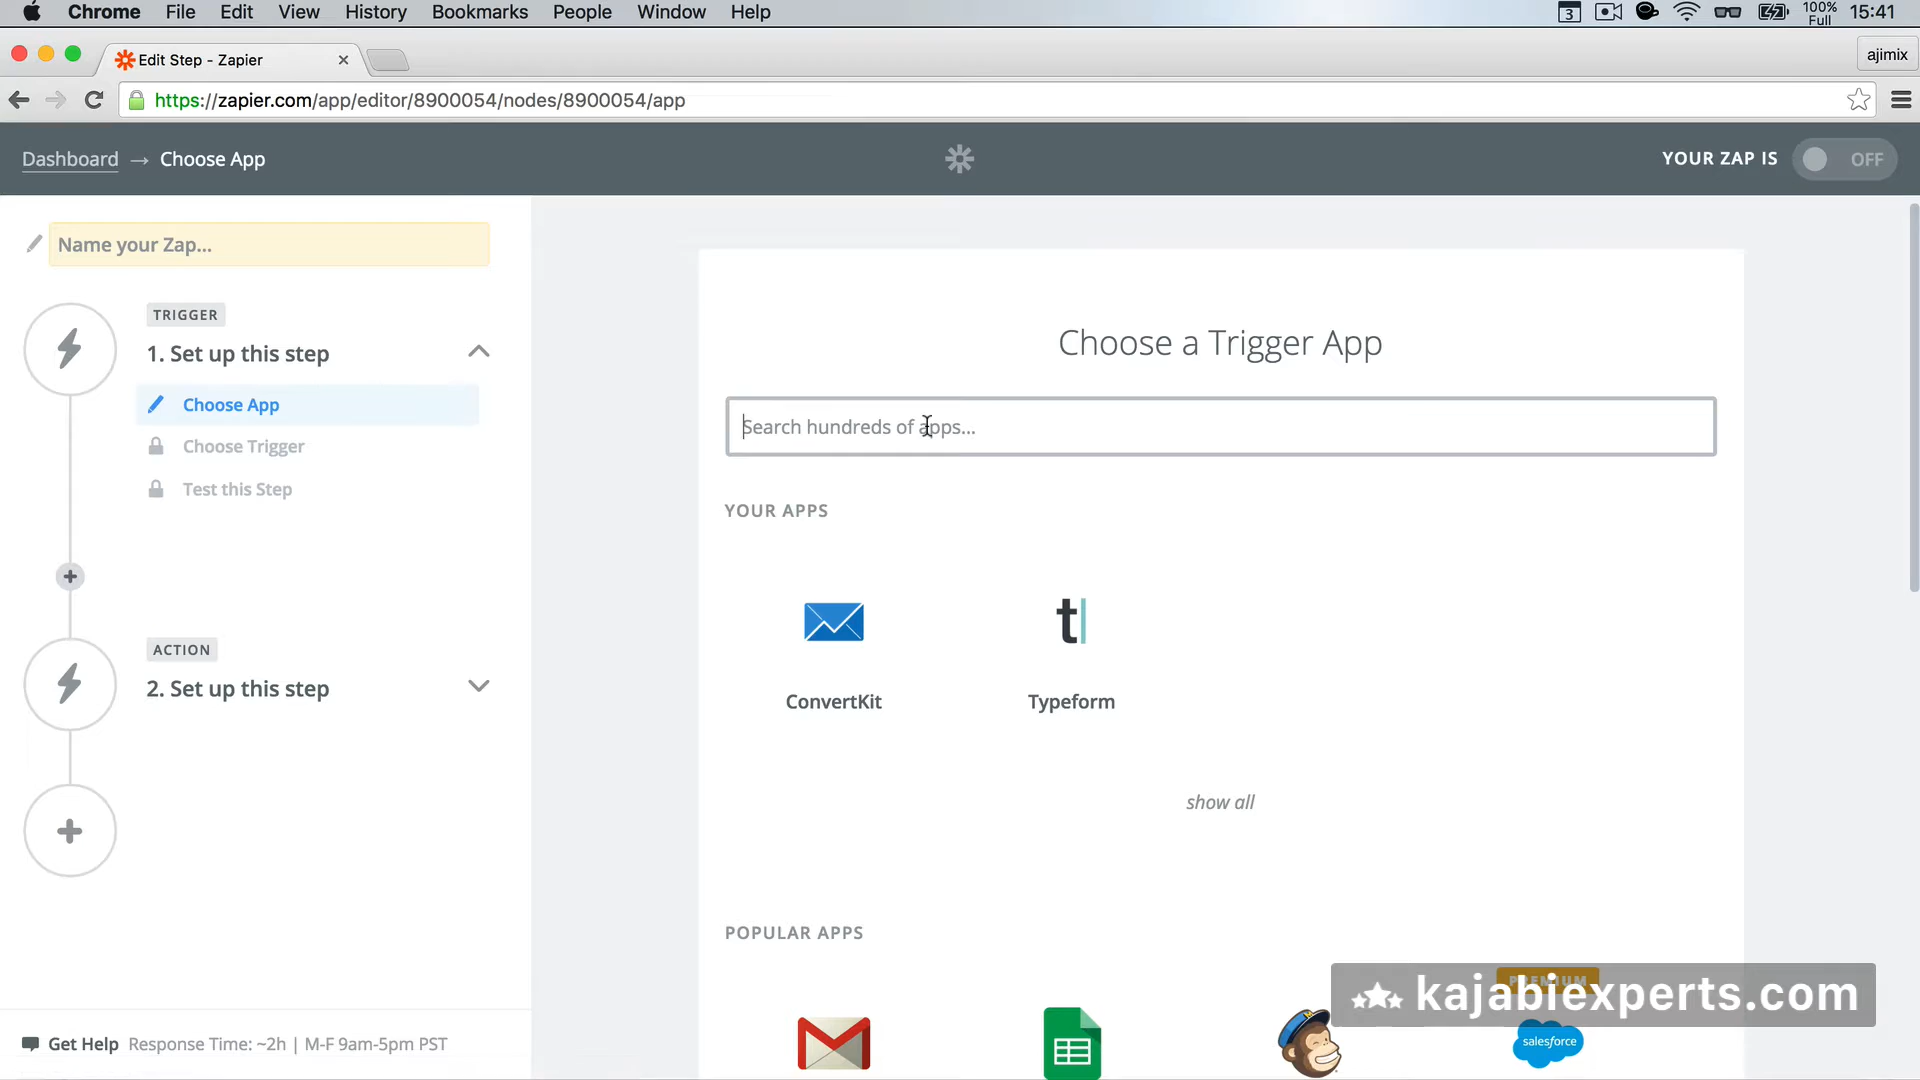 Chrome File Edit View History Bookmarks People Window Help
3
100%
Full
15:41
Edit Step - Zapier
ajimix
https://zapier.com/app/editor/8900054/nodes/8900054/app
Dashboard → Choose App
YOUR ZAP IS OFF
Name your Zap...
TRIGGER
1. Set up this step
Choose App
Choose Trigger
Test this Step
ACTION
2. Set up this step
Get Help Response Time: ~2h | M-F 9am-5pm PST
Choose a Trigger App
Search hundreds of apps...
YOUR APPS
t
ConvertKit
Typeform
show all
POPULAR APPS
PREMIUM
kajabiexperts.com
salesforce